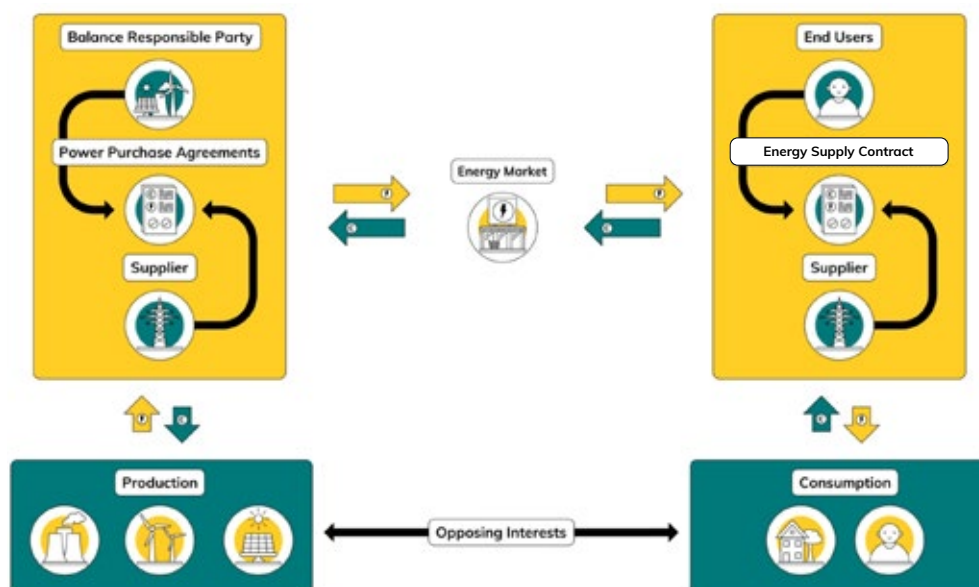 Balance Responsible Party
Power Purchase Agreements
Supplier
Energy Market
End Users
Energy Supply Contract
Supplier
Production
Opposing Interests
Consumption